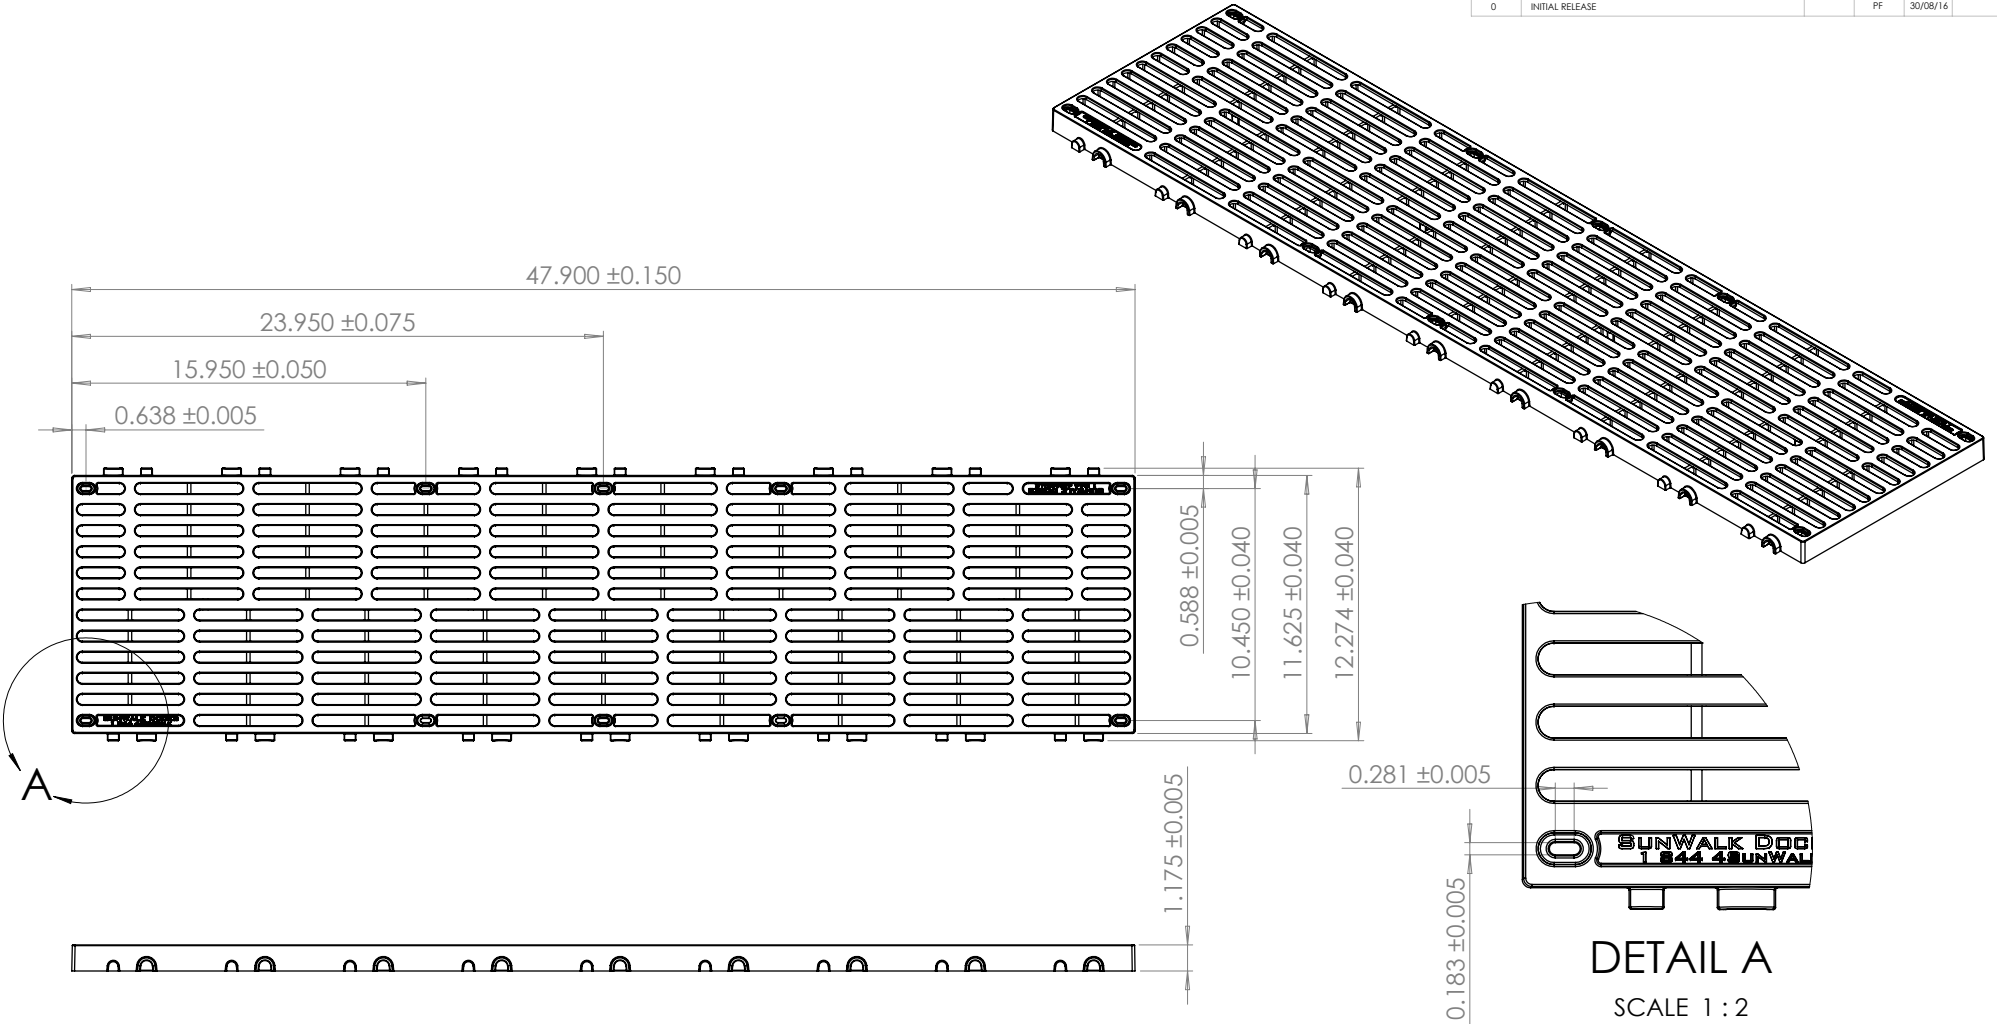 0 INITIAL RELEASE PF 30/08/16
47.900 ±0.150
23.950 ±0.075
15.950 ±0.050
0.638 ±0.005
0.588 ±0.005
10.450 ±0.040
11.625 ±0.040
12.274 ±0.040
A
1.175 ±0.005
0.281 ±0.005
0.183 ±0.005
SUNWALK DOC
1 844 4SUNWAL
DETAIL A
SCALE 1 : 2